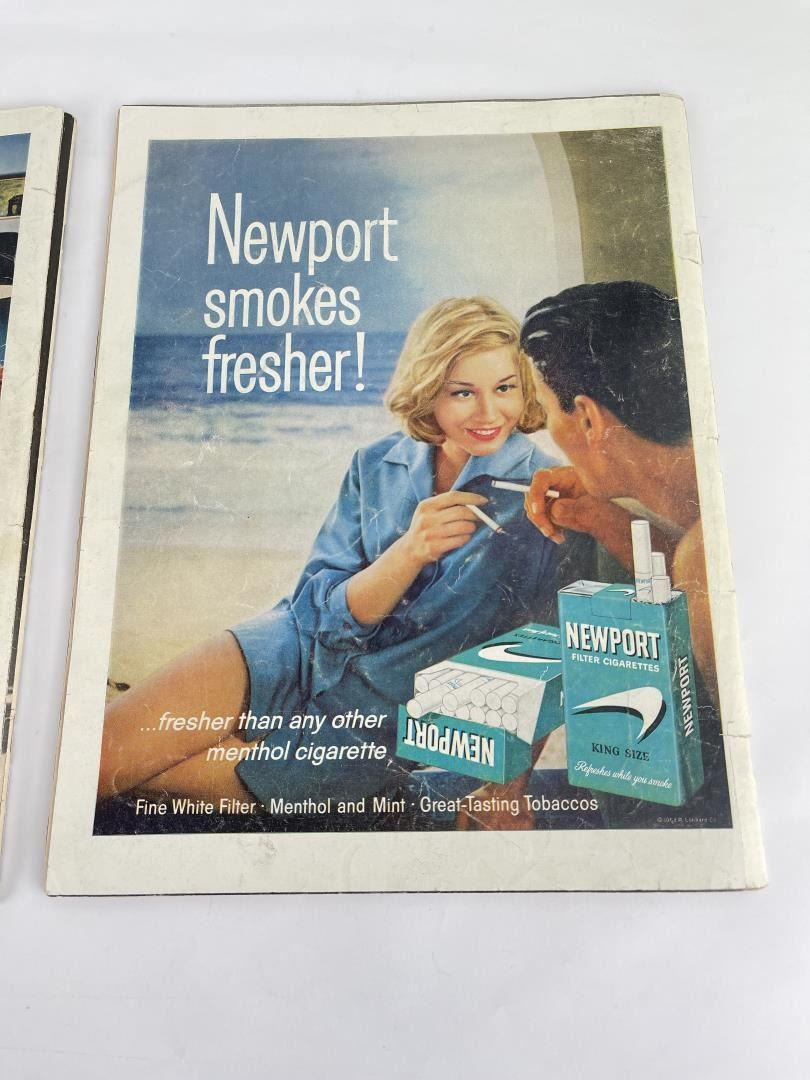 Newport
smokes
fresher!
...fresher than any other
menthol cigarette
Fine White Filter · Menthol and Mint · Great-Tasting Tobaccos
NEWPORT
NEWPORT
FILTER CIGARETTES
KING SIZE
Refreshes while you smoke
NEWPORT